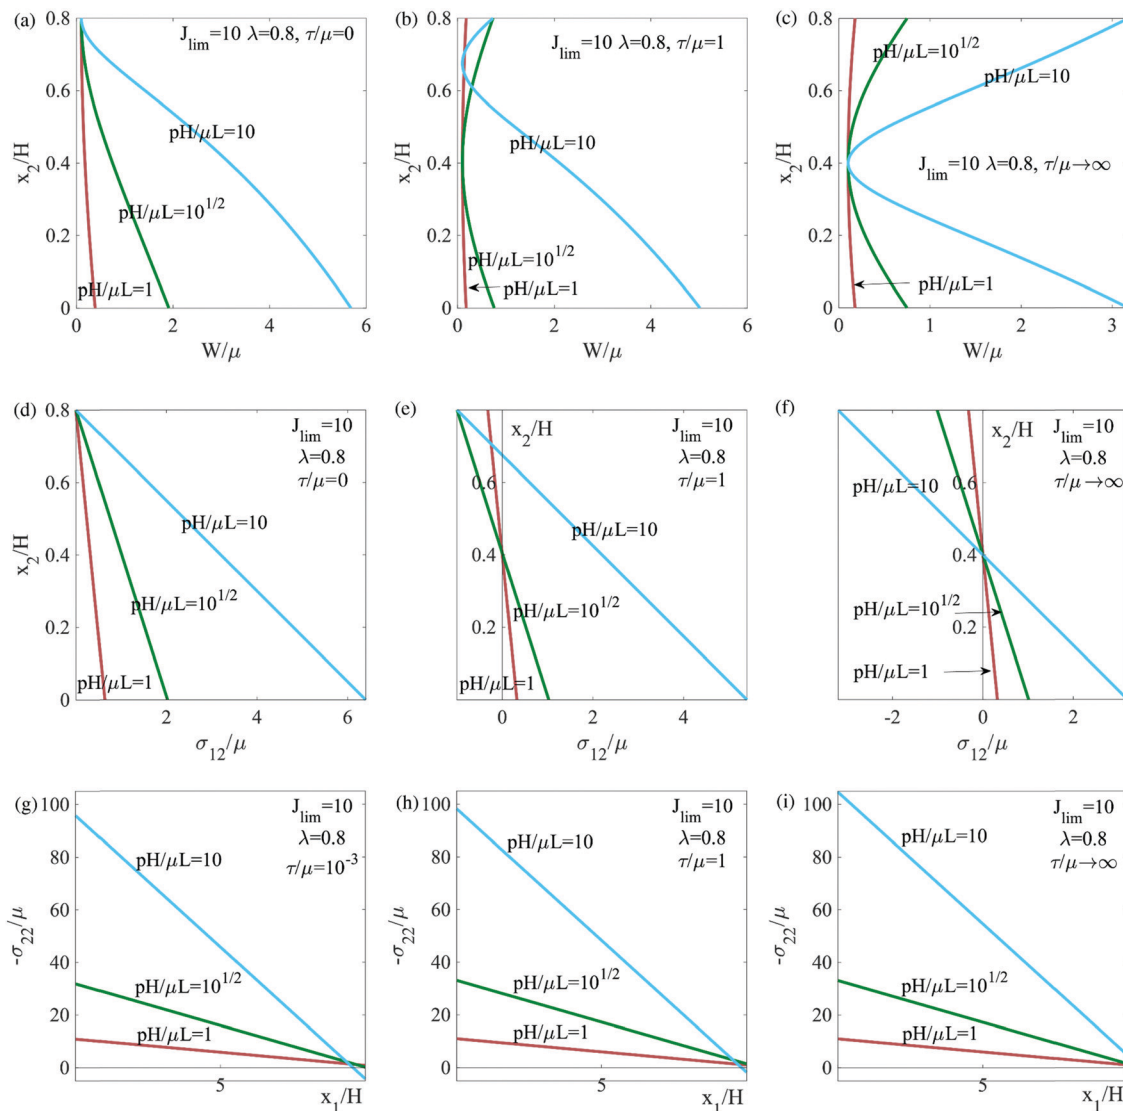 (a)
J_lim=10 λ=0.8, τ/μ=0
pH/μL=10
pH/μL=10^1/2
pH/μL=1
x_2/H
0.8
0.6
0.4
0.2
0
0 2 4 6
W/μ
(b)
J_lim=10 λ=0.8, τ/μ=1
pH/μL=10
pH/μL=10^1/2
pH/μL=1
x_2/H
0.8
0.6
0.4
0.2
0
0 2 4 6
W/μ
(c)
pH/μL=10^1/2
pH/μL=10
J_lim=10 λ=0.8, τ/μ→∞
pH/μL=1
x_2/H
0.8
0.6
0.4
0.2
0
0 1 2 3
W/μ
(d)
J_lim=10
λ=0.8
τ/μ=0
pH/μL=10
pH/μL=10^1/2
pH/μL=1
x_2/H
0.8
0.6
0.4
0.2
0
0 2 4 6
σ_12/μ
(e)
x_2/H
J_lim=10
λ=0.8
τ/μ=1
0.6
pH/μL=10
0.4
pH/μL=10^1/2
0.2
pH/μL=1
0 2 4
σ_12/μ
(f)
x_2/H
J_lim=10
λ=0.8
τ/μ→∞
0.6
pH/μL=10
0.4
pH/μL=10^1/2
0.2
pH/μL=1
-2 0 2
σ_12/μ
(g)
J_lim=10
λ=0.8
τ/μ=10^-3
pH/μL=10
pH/μL=10^1/2
pH/μL=1
-σ_22/μ
100
80
60
40
20
0
5
x_1/H
(h)
J_lim=10
λ=0.8
τ/μ=1
pH/μL=10
pH/μL=10^1/2
pH/μL=1
-σ_22/μ
100
80
60
40
20
0
5
x_1/H
(i)
J_lim=10
λ=0.8
τ/μ→∞
pH/μL=10
pH/μL=10^1/2
pH/μL=1
-σ_22/μ
100
80
60
40
20
0
5
x_1/H